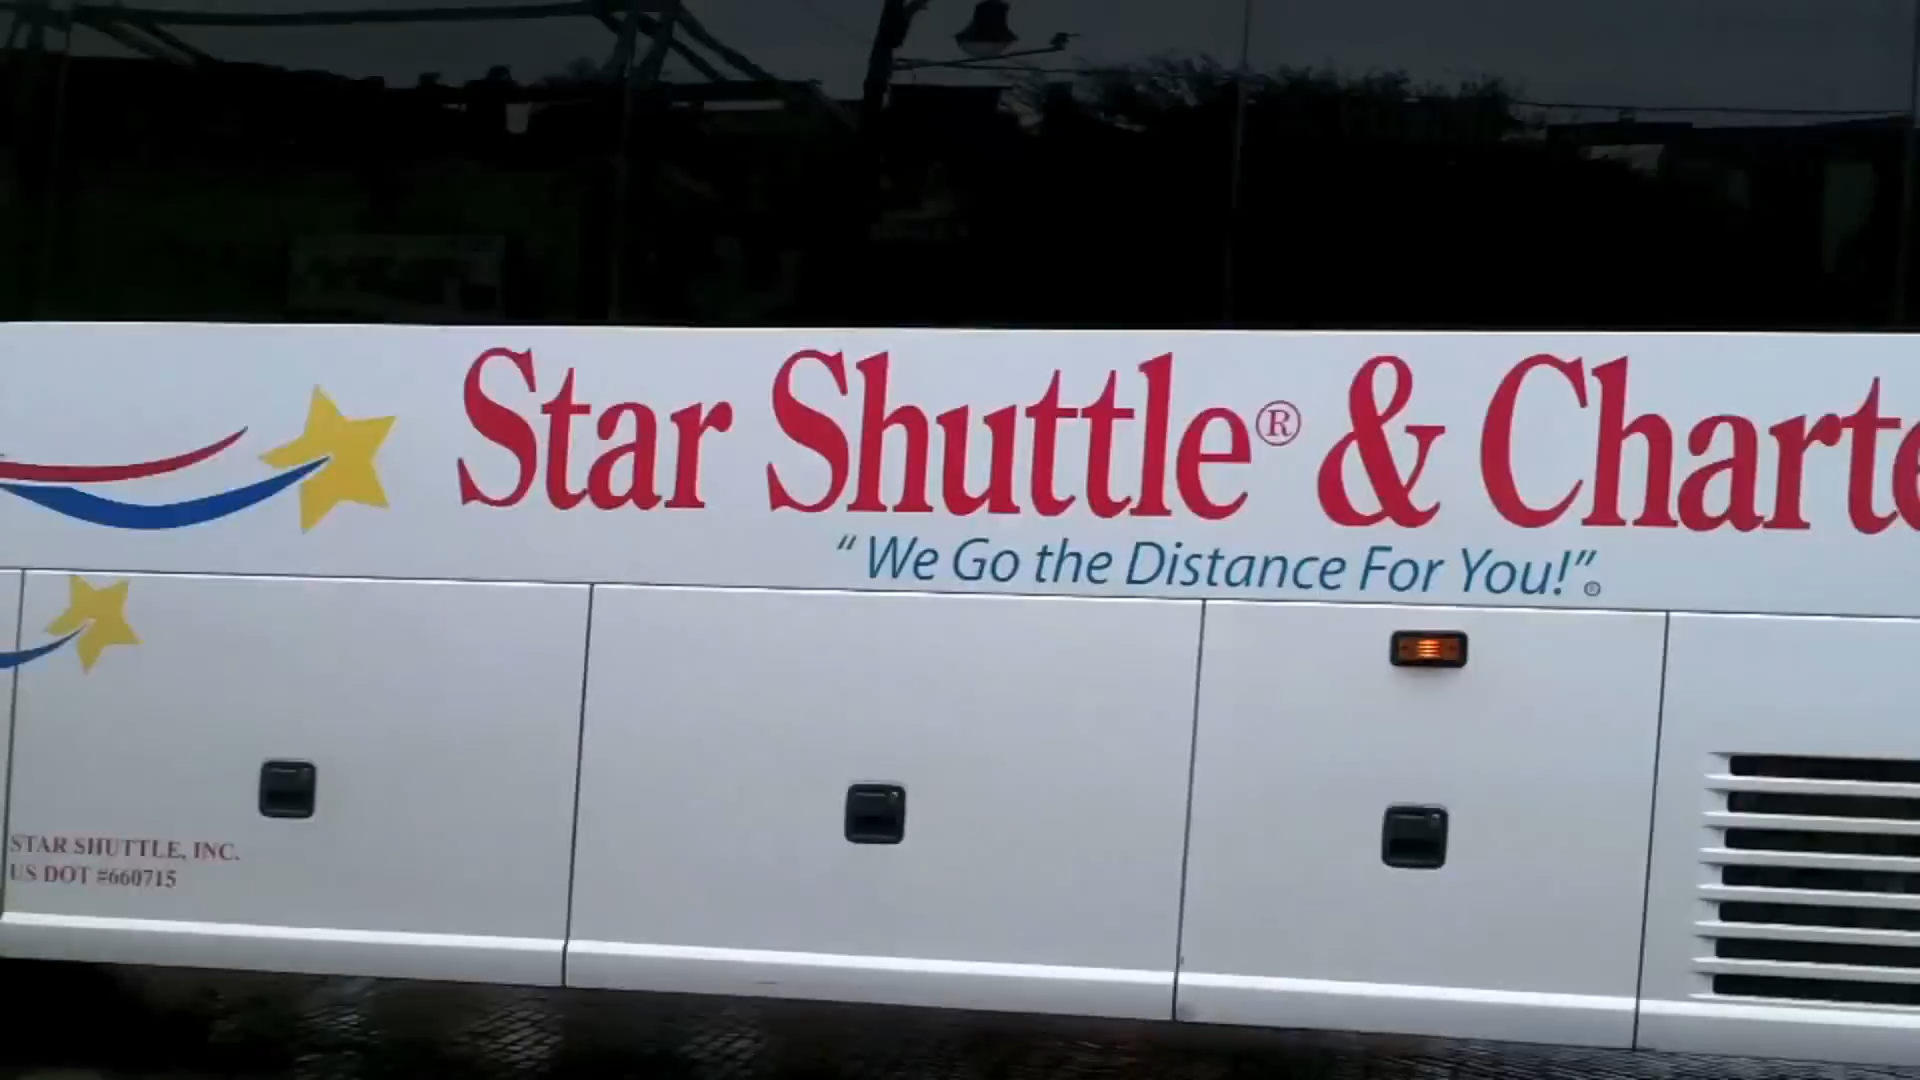 Star Shuttle® & Charte
"We Go the Distance For You!"®
STAR SHUTTLE, INC.
US DOT #660715